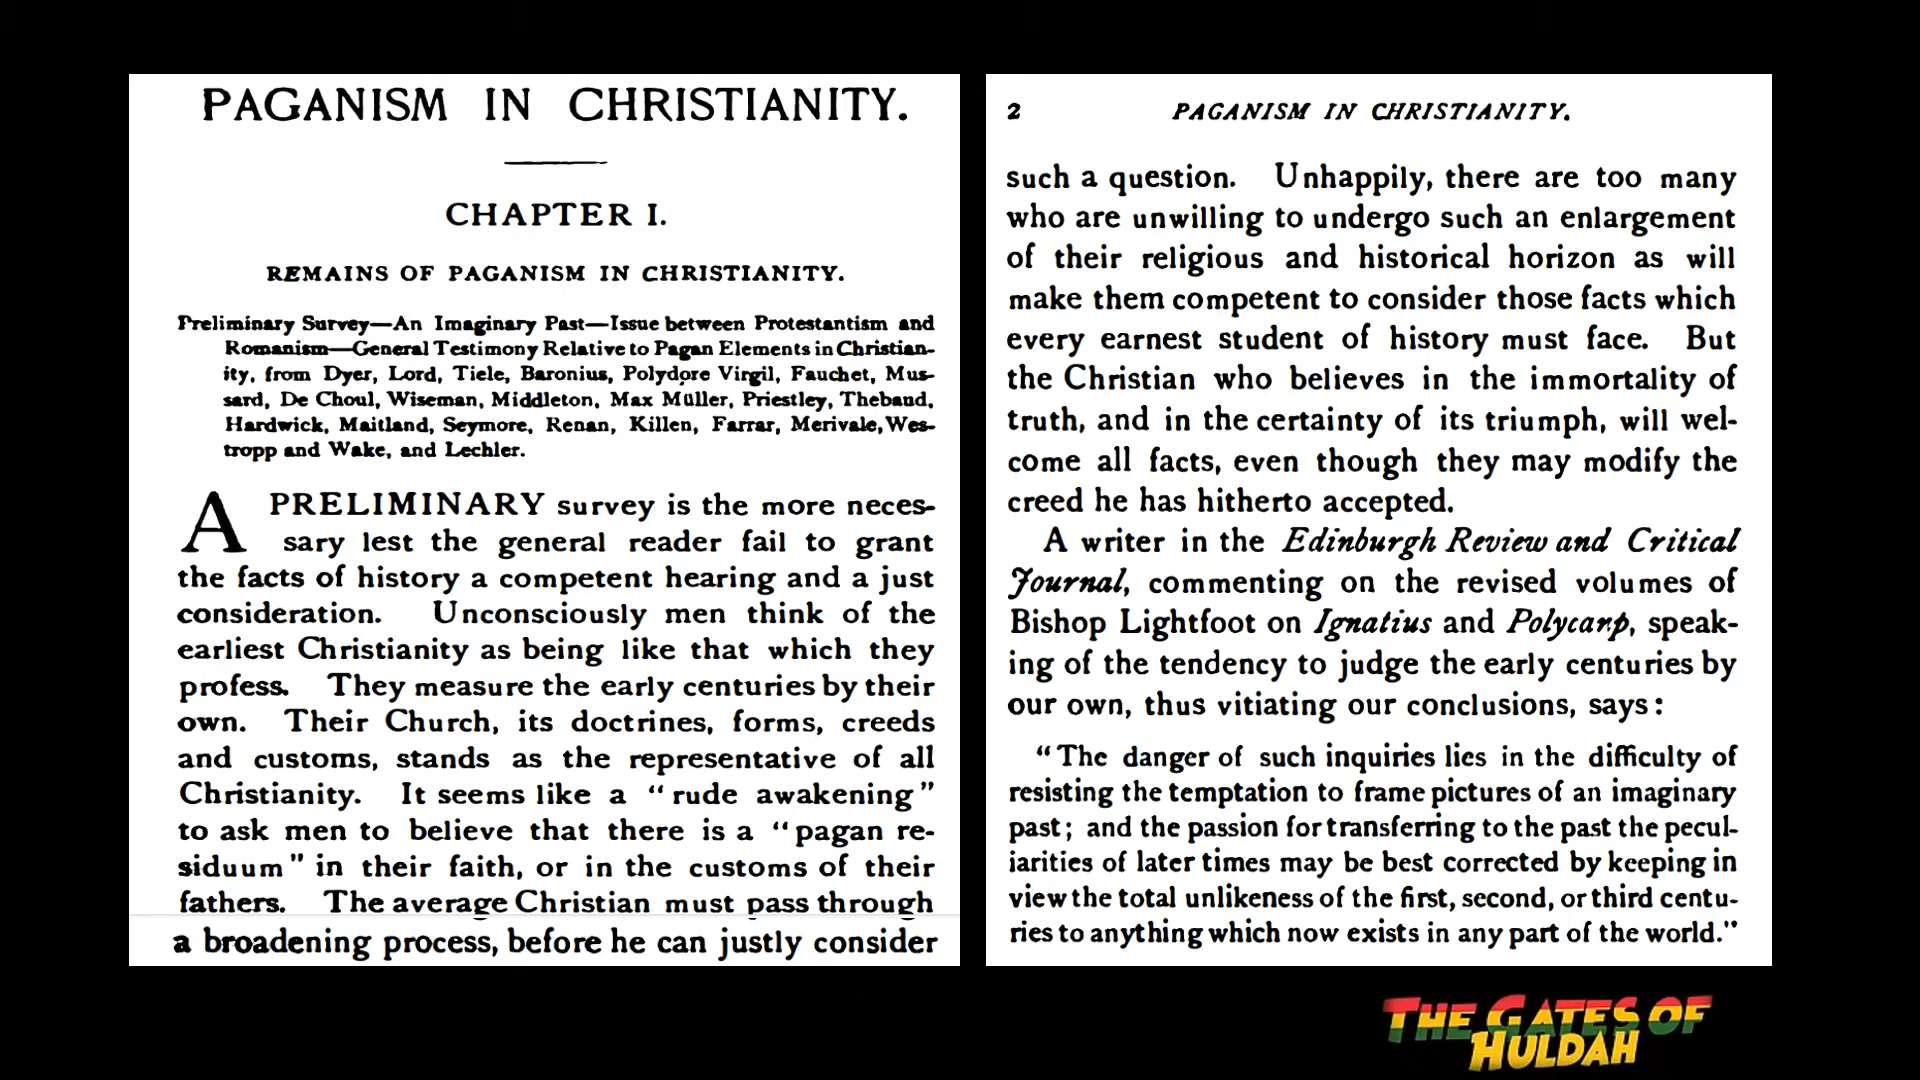 PAGANISM IN CHRISTIANITY.
CHAPTER I.
REMAINS OF PAGANISM IN CHRISTIANITY.
Preliminary Survey—An Imaginary Past—Issue between Protestantism and
Romanism—General Testimony Relative to Pagan Elements in Christian-
ity, from Dyer, Lord, Tiele, Baronius, Polydore Virgil, Fauchet, Mus-
sard, De Choul, Wiseman, Middleton, Max Müller, Priestley, Thebaud,
Hardwick, Maitland, Seymore, Renan, Killen, Farrar, Merivale, Wes-
tropp and Wake, and Lechler.
A PRELIMINARY survey is the more neces-
sary lest the general reader fail to grant
the facts of history a competent hearing and a just
consideration. Unconsciously men think of the
earliest Christianity as being like that which they
profess. They measure the early centuries by their
own. Their Church, its doctrines, forms, creeds
and customs, stands as the representative of all
Christianity. It seems like a “rude awakening”
to ask men to believe that there is a “pagan re-
siduum” in their faith, or in the customs of their
fathers. The average Christian must pass through
a broadening process, before he can justly consider
2 PAGANISM IN CHRISTIANITY.
such a question. Unhappily, there are too many
who are unwilling to undergo such an enlargement
of their religious and historical horizon as will
make them competent to consider those facts which
every earnest student of history must face. But
the Christian who believes in the immortality of
truth, and in the certainty of its triumph, will wel-
come all facts, even though they may modify the
creed he has hitherto accepted.
A writer in the Edinburgh Review and Critical
Journal, commenting on the revised volumes of
Bishop Lightfoot on Ignatius and Polycarp, speak-
ing of the tendency to judge the early centuries by
our own, thus vitiating our conclusions, says:
“The danger of such inquiries lies in the difficulty of
resisting the temptation to frame pictures of an imaginary
past; and the passion for transferring to the past the pecul-
iarities of later times may be best corrected by keeping in
view the total unlikeness of the first, second, or third centu-
ries to anything which now exists in any part of the world.”
THE GATES OF
HULDAH